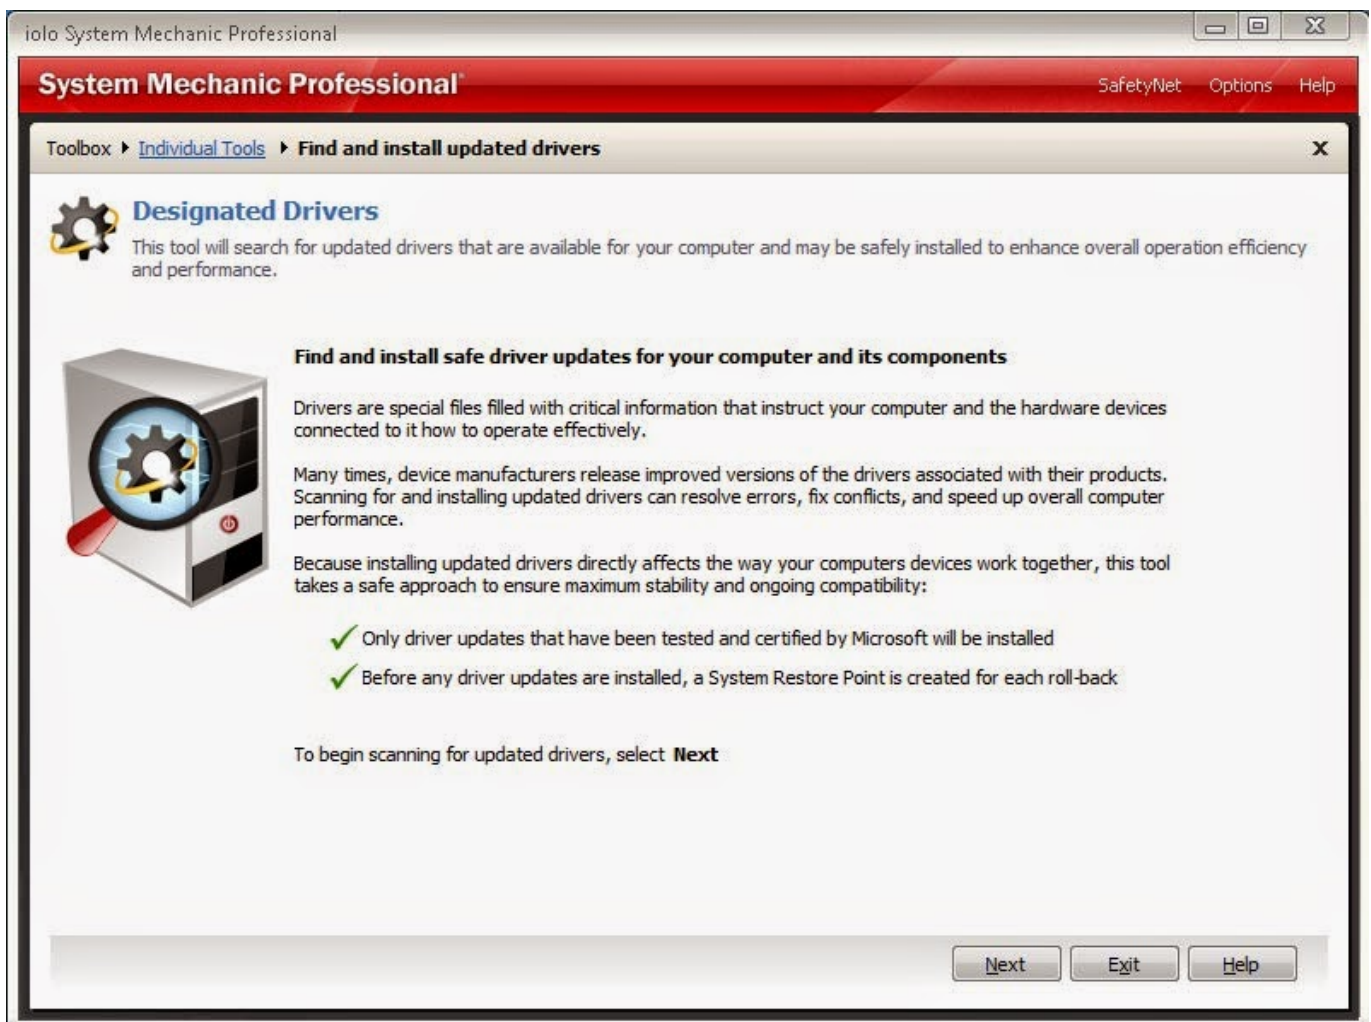 iolo System Mechanic Professional
System Mechanic Professional®
SafetyNet Options Help
Toolbox Individual Tools Find and install updated drivers x
Designated Drivers
This tool will search for updated drivers that are available for your computer and may be safely installed to enhance overall operation efficiency
and performance.
Find and install safe driver updates for your computer and its components
Drivers are special files filled with critical information that instruct your computer and the hardware devices
connected to it how to operate effectively.
Many times, device manufacturers release improved versions of the drivers associated with their products.
Scanning for and installing updated drivers can resolve errors, fix conflicts, and speed up overall computer
performance.
Because installing updated drivers directly affects the way your computers devices work together, this tool
takes a safe approach to ensure maximum stability and ongoing compatibility:
Only driver updates that have been tested and certified by Microsoft will be installed
Before any driver updates are installed, a System Restore Point is created for each roll-back
To begin scanning for updated drivers, select Next
Next Exit Help